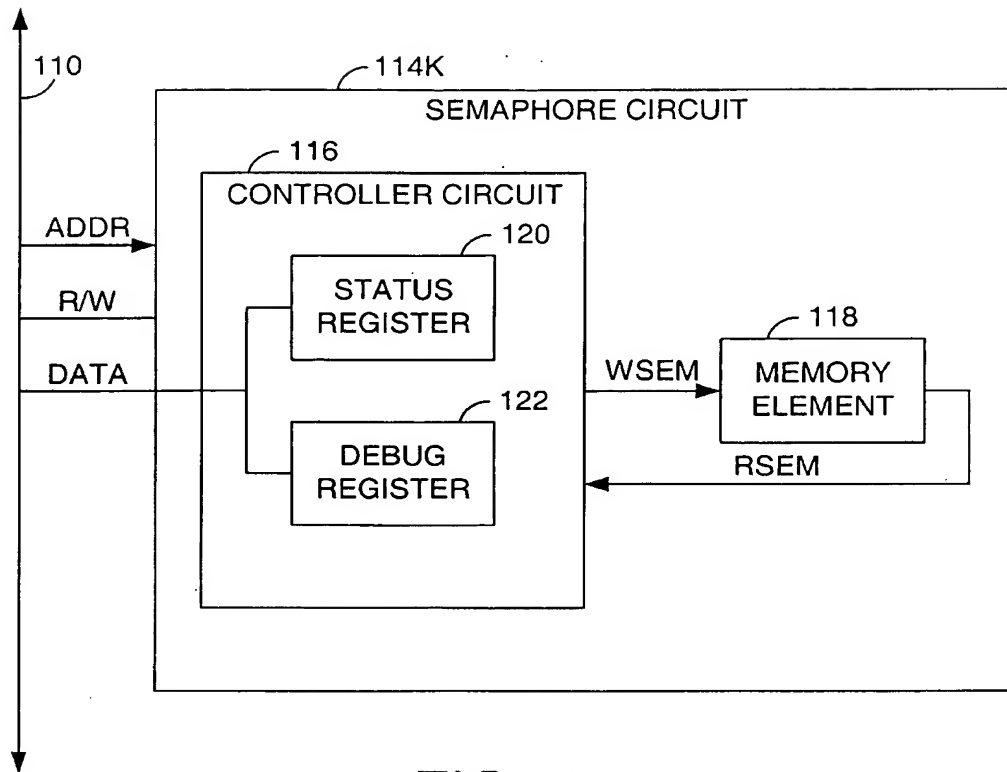 110
114K
SEMAPHORE CIRCUIT
116
CONTROLLER CIRCUIT
ADDR
120
STATUS
REGISTER
R/W
118
DATA
WSEM
MEMORY
ELEMENT
122
DEBUG
REGISTER
RSEM